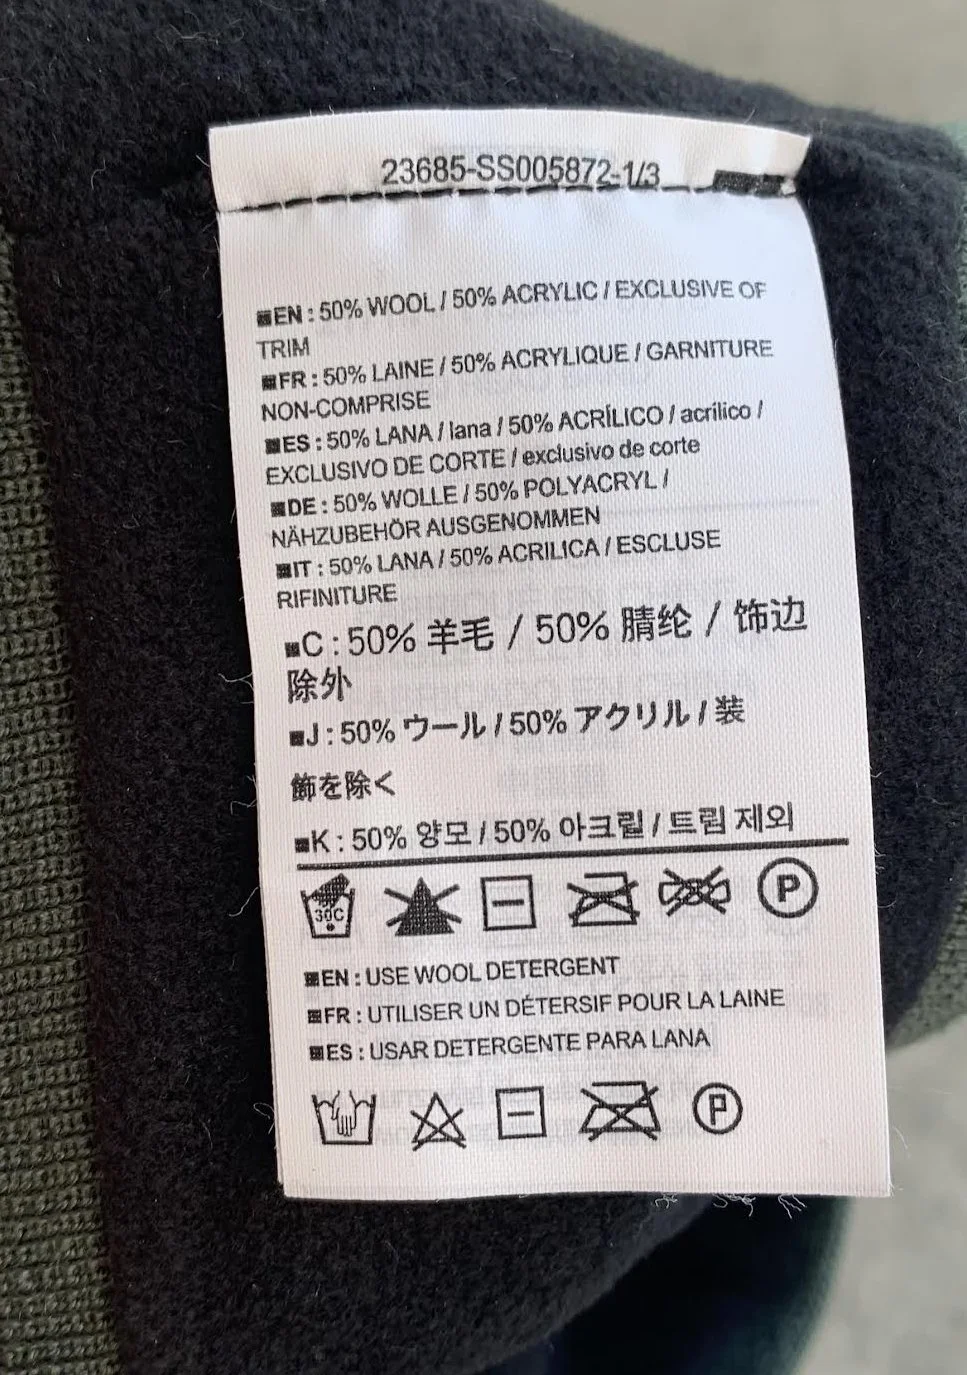 23685-SS005872-1/3
■EN : 50% WOOL / 50% ACRYLIC / EXCLUSIVE OF
TRIM
■FR : 50% LAINE / 50% ACRYLIQUE / GARNITURE
NON-COMPRISE
■ES : 50% LANA / lana / 50% ACRÍLICO / acrílico /
EXCLUSIVO DE CORTE / exclusivo de corte
■DE : 50% WOLLE / 50% POLYACRYL /
NÄHZUBEHÖR AUSGENOMMEN
■IT : 50% LANA / 50% ACRILICA / ESCLUSE
RIFINITURE
■C : 50% 羊毛 / 50% 腈纶 / 饰边
除外
■J : 50% ウール / 50% アクリル / 装
飾を除く
■K : 50% 양모 / 50% 아크릴 / 트림 제외
30C
P
■EN : USE WOOL DETERGENT
■FR : UTILISER UN DÉTERSIF POUR LA LAINE
■ES : USAR DETERGENTE PARA LANA
P